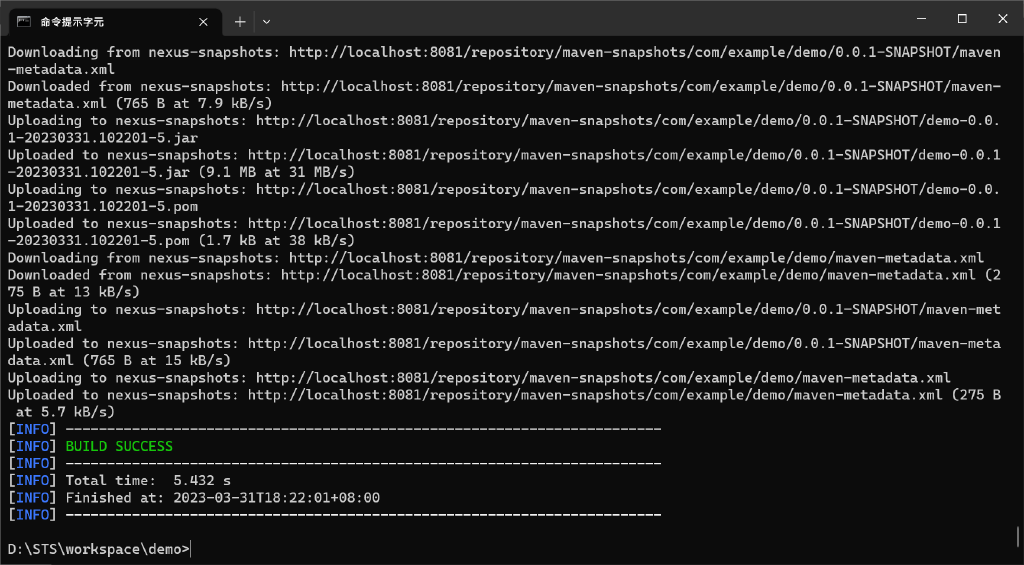 命令提示字元
Downloading from nexus-snapshots: http://localhost:8081/repository/maven-snapshots/com/example/demo/0.0.1-SNAPSHOT/maven
-metadata.xml
Downloaded from nexus-snapshots: http://localhost:8081/repository/maven-snapshots/com/example/demo/0.0.1-SNAPSHOT/maven-
metadata.xml (765 B at 7.9 kB/s)
Uploading to nexus-snapshots: http://localhost:8081/repository/maven-snapshots/com/example/demo/0.0.1-SNAPSHOT/demo-0.0.
1-20230331.102201-5.jar
Uploaded to nexus-snapshots: http://localhost:8081/repository/maven-snapshots/com/example/demo/0.0.1-SNAPSHOT/demo-0.0.1
-20230331.102201-5.jar (9.1 MB at 31 MB/s)
Uploading to nexus-snapshots: http://localhost:8081/repository/maven-snapshots/com/example/demo/0.0.1-SNAPSHOT/demo-0.0.
1-20230331.102201-5.pom
Uploaded to nexus-snapshots: http://localhost:8081/repository/maven-snapshots/com/example/demo/0.0.1-SNAPSHOT/demo-0.0.1
-20230331.102201-5.pom (1.7 kB at 38 kB/s)
Downloading from nexus-snapshots: http://localhost:8081/repository/maven-snapshots/com/example/demo/maven-metadata.xml
Downloaded from nexus-snapshots: http://localhost:8081/repository/maven-snapshots/com/example/demo/maven-metadata.xml (2
75 B at 13 kB/s)
Uploading to nexus-snapshots: http://localhost:8081/repository/maven-snapshots/com/example/demo/0.0.1-SNAPSHOT/maven-met
adata.xml
Uploaded to nexus-snapshots: http://localhost:8081/repository/maven-snapshots/com/example/demo/0.0.1-SNAPSHOT/maven-meta
data.xml (765 B at 15 kB/s)
Uploading to nexus-snapshots: http://localhost:8081/repository/maven-snapshots/com/example/demo/maven-metadata.xml
Uploaded to nexus-snapshots: http://localhost:8081/repository/maven-snapshots/com/example/demo/maven-metadata.xml (275 B
 at 5.7 kB/s)
[INFO] ------------------------------------------------------------------------
[INFO] BUILD SUCCESS
[INFO] ------------------------------------------------------------------------
[INFO] Total time:  5.432 s
[INFO] Finished at: 2023-03-31T18:22:01+08:00
[INFO] ------------------------------------------------------------------------
D:\STS\workspace\demo>